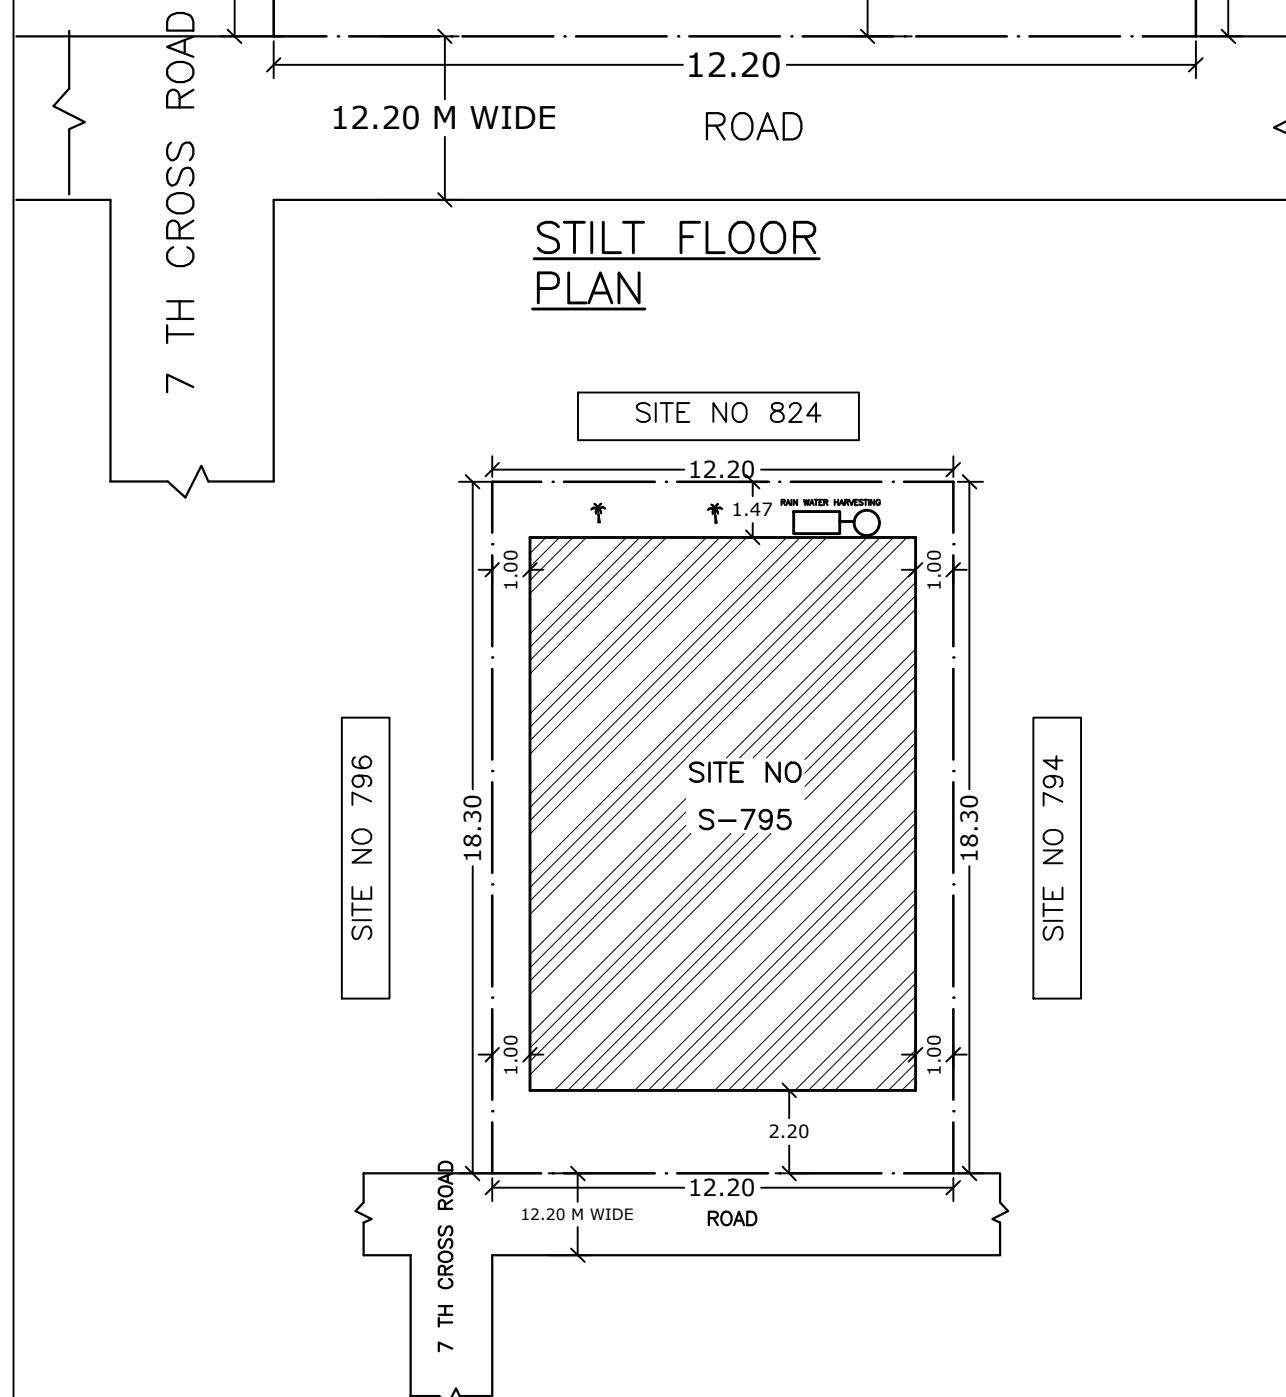 12.20
12.20 M WIDE
ROAD
7 TH CROSS ROAD
STILT FLOOR
PLAN
SITE NO 824
12.20
1.47
RAIN WATER HARVESTING
1.00
1.00
SITE NO
S-795
SITE NO 796
18.30
18.30
SITE NO 794
1.00
1.00
2.20
12.20
12.20 M WIDE
ROAD
7 TH CROSS ROAD